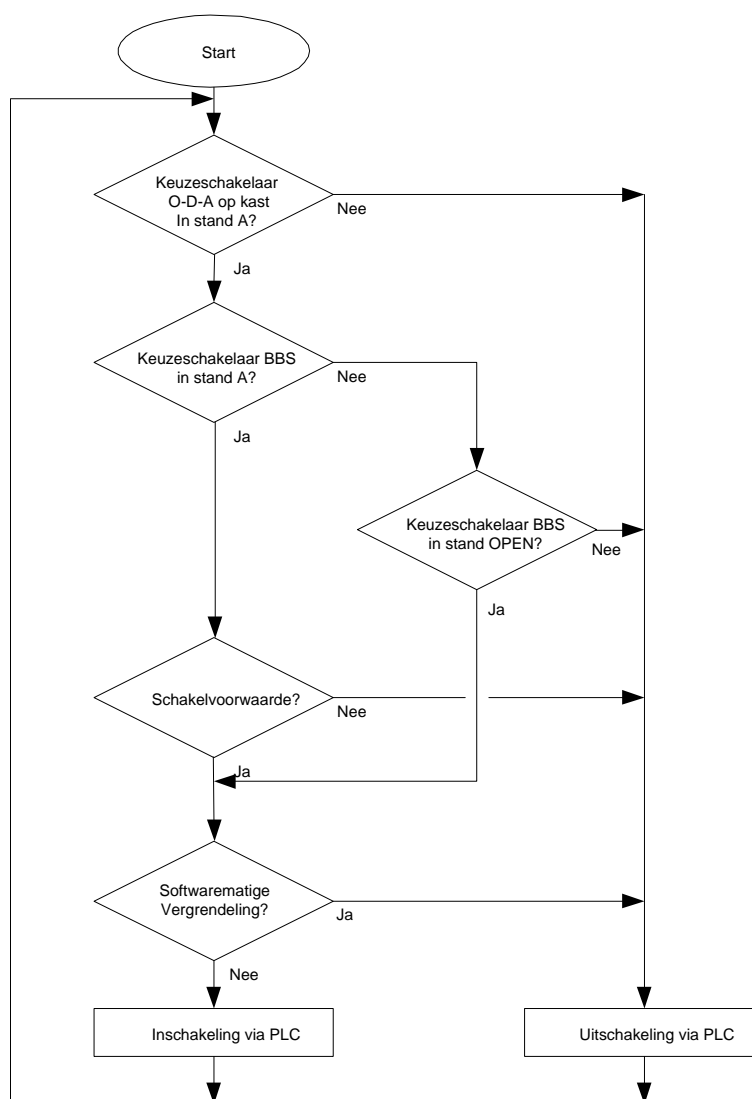 Start
Keuzeschakelaar
O-D-A op kast
In stand A?
Nee
Ja
Keuzeschakelaar BBS
in stand A?
Nee
Ja
Keuzeschakelaar BBS
in stand OPEN?
Nee
Ja
Schakelvoorwaarde?
Nee
Ja
Softwarematige
Vergrendeling?
Ja
Nee
Inschakeling via PLC
Uitschakeling via PLC